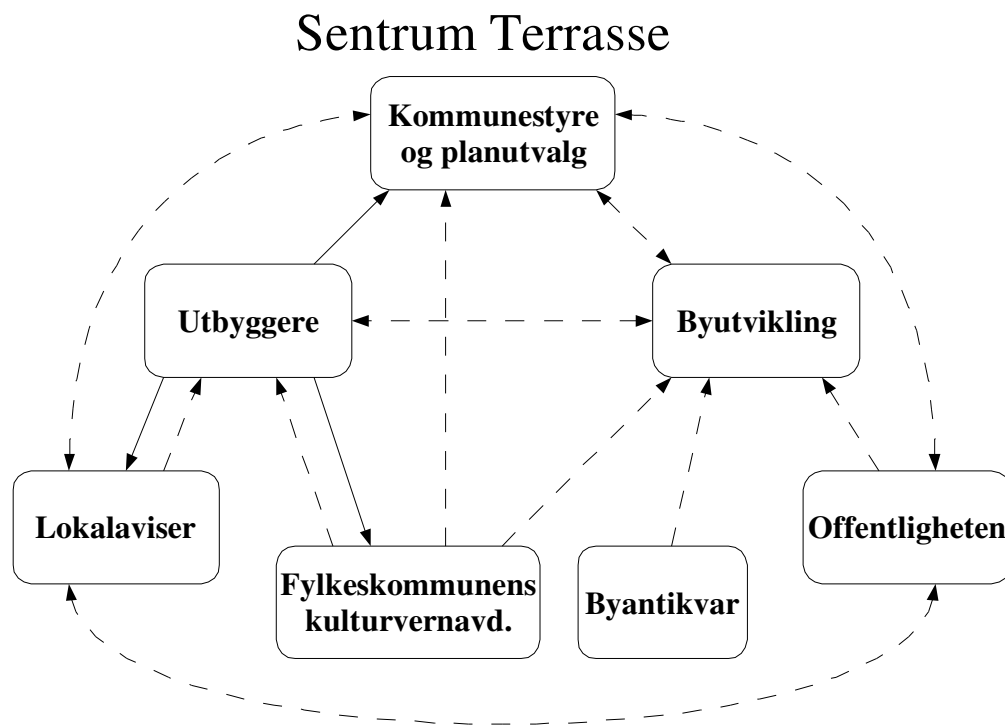 Sentrum Terrasse
Kommunestyre
og planutvalg
Utbyggere
Byutvikling
Lokalaviser
Offentligheten
Fylkeskommunens
kulturvernavd.
Byantikvar